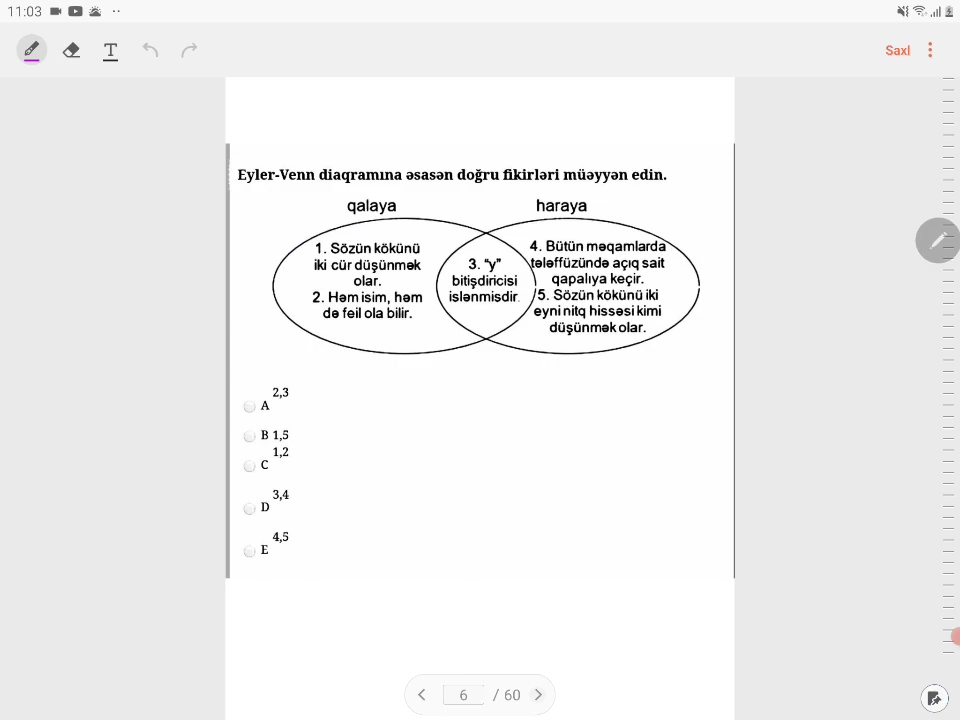 11:03
Saxl
Eyler-Venn diaqramına əsasən doğru fikirləri müəyyən edin.
qalaya
haraya
1. Sözün kökünü
iki cür düşünmək
olar.
2. Həm isim, həm
də feil ola bilir.
3. “y”
bitişdiricisi
islənmisdir.
4. Bütün məqamlarda
tələffüzündə açıq sait
qapalıya keçir.
5. Sözün kökünü iki
eyni nitq hissəsi kimi
düşünmək olar.
A 2,3
B 1,5
C 1,2
D 3,4
E 4,5
6 / 60